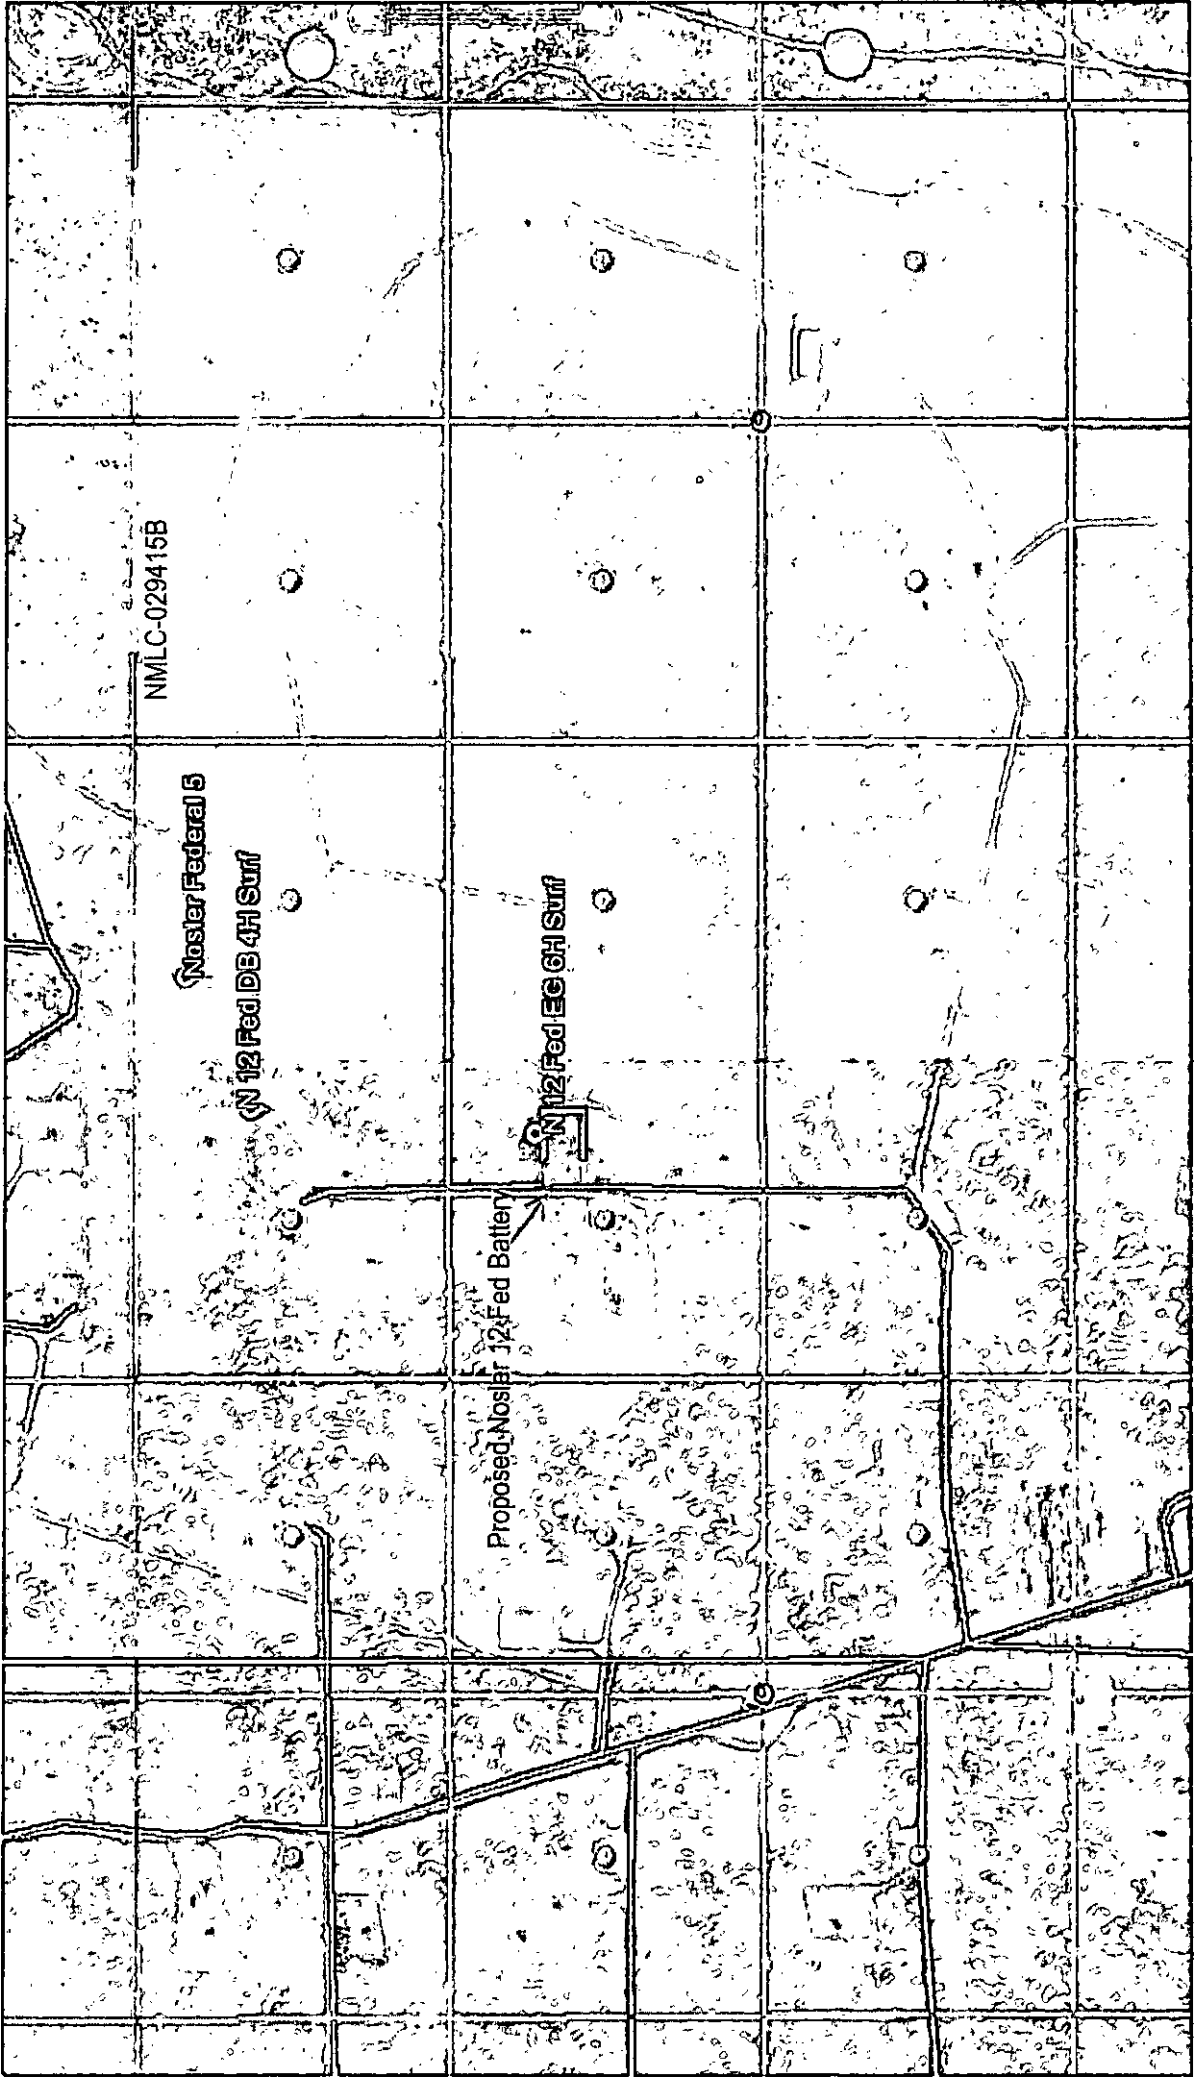 NMLC-029415B
Nosler Federal 5
N 12 Fed DB 4H Surf
N 12 Fed EG 6H Surf
Proposed Nosler 12 Fed Battery